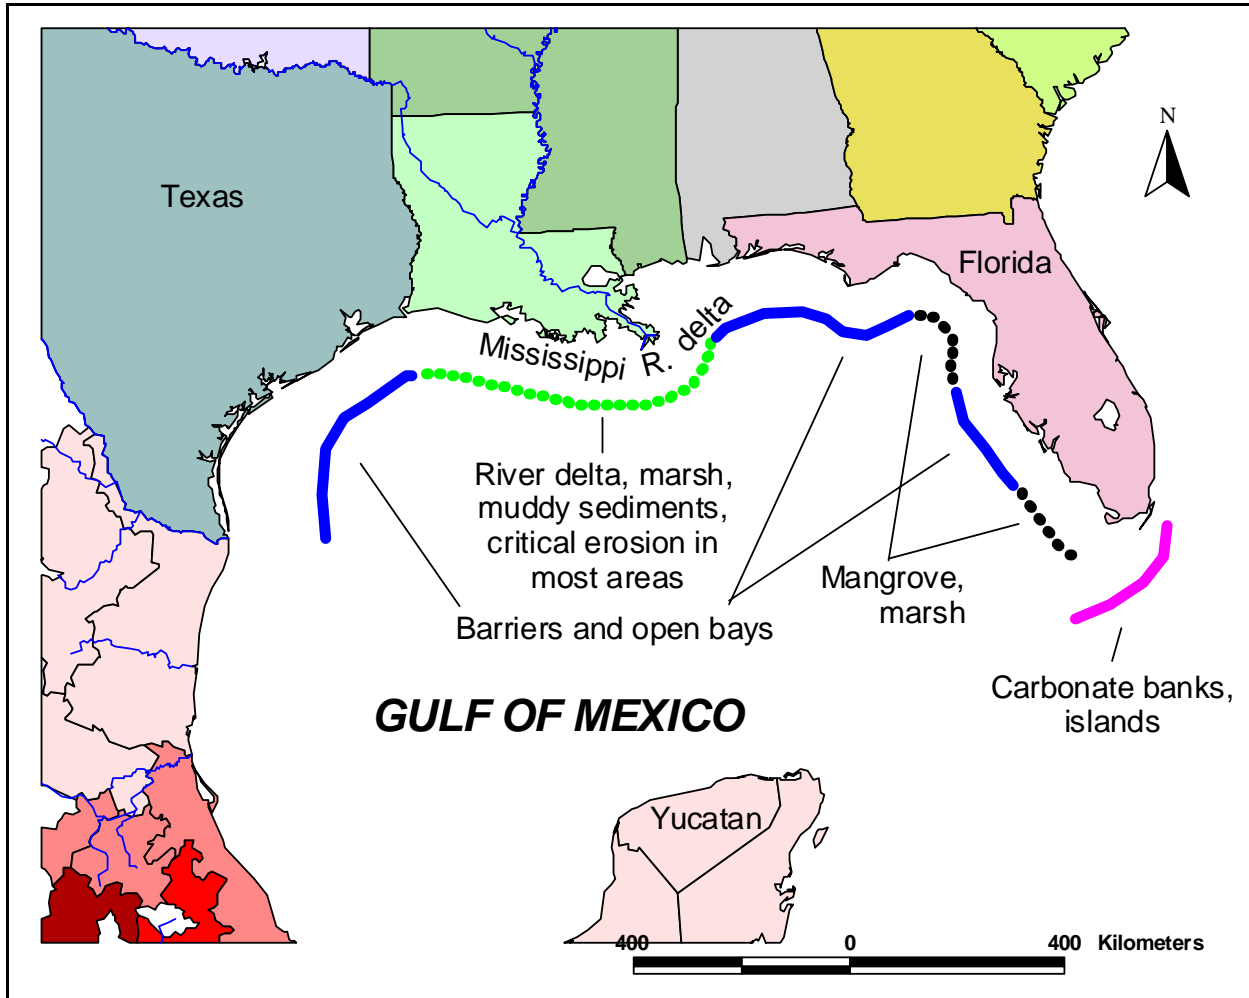 N
Texas
Florida
Mississippi R. delta
River delta, marsh,
muddy sediments,
critical erosion in
most areas
Mangrove,
marsh
Barriers and open bays
Carbonate banks,
islands
GULF OF MEXICO
Yucatan
400 0 400 Kilometers